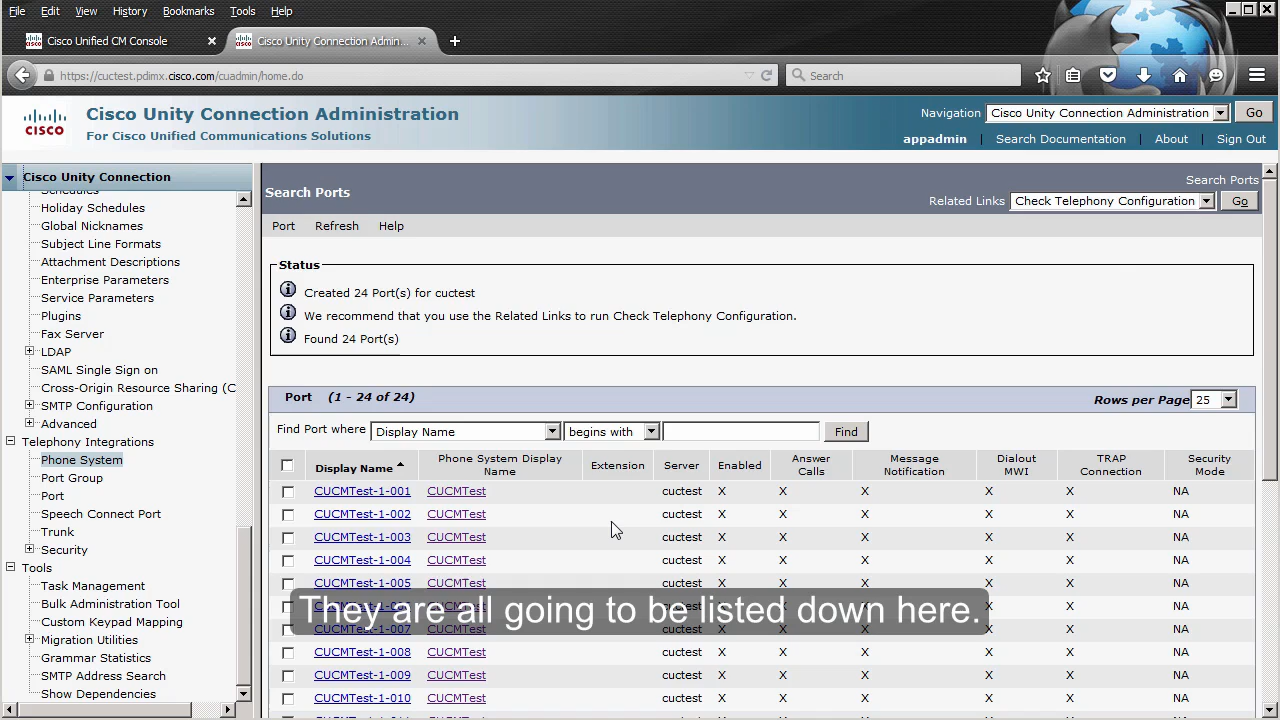 File Edit View History Bookmarks Tools Help
Cisco Unified CM Console × Cisco Unity Connection Admin... × +
https://cuctest.pdimx.cisco.com/cuadmin/home.do Search
CISCO
Cisco Unity Connection Administration
For Cisco Unified Communications Solutions
Navigation Cisco Unity Connection Administration Go
appadmin | Search Documentation | About | Sign Out
Cisco Unity Connection
Schedules
Holiday Schedules
Global Nicknames
Subject Line Formats
Attachment Descriptions
Enterprise Parameters
Service Parameters
Plugins
Fax Server
LDAP
SAML Single Sign on
Cross-Origin Resource Sharing (C
SMTP Configuration
Advanced
Telephony Integrations
Phone System
Port Group
Port
Speech Connect Port
Trunk
Security
Tools
Task Management
Bulk Administration Tool
Custom Keypad Mapping
Migration Utilities
Grammar Statistics
SMTP Address Search
Show Dependencies
Search Ports
Search Ports
Related Links Check Telephony Configuration Go
Port Refresh Help
Status
Created 24 Port(s) for cuctest
We recommend that you use the Related Links to run Check Telephony Configuration.
Found 24 Port(s)
Port (1 - 24 of 24) Rows per Page 25
Find Port where Display Name begins with Find
Display Name Phone System Display Name Extension Server Enabled Answer Calls Message Notification Dialout MWI TRAP Connection Security Mode
CUCMTest-1-001 CUCMTest cuctest X X X X X NA
CUCMTest-1-002 CUCMTest cuctest X X X X X NA
CUCMTest-1-003 CUCMTest cuctest X X X X X NA
CUCMTest-1-004 CUCMTest cuctest X X X X X NA
CUCMTest-1-005 CUCMTest cuctest X X X X X NA
They are all going to be listed down here.
CUCMTest-1-008 CUCMTest cuctest X X X X X NA
CUCMTest-1-009 CUCMTest cuctest X X X X X NA
CUCMTest-1-010 CUCMTest cuctest X X X X X NA